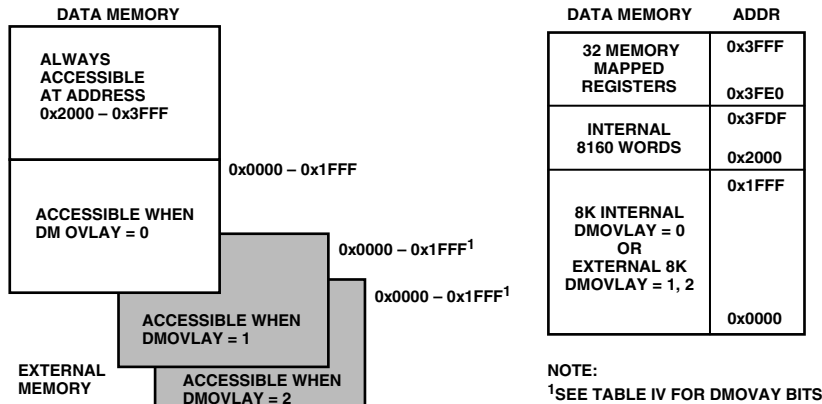 DATA MEMORY
ALWAYS
ACCESSIBLE
AT ADDRESS
0x2000 – 0x3FFF
0x0000 – 0x1FFF
ACCESSIBLE WHEN
DM OVLAY = 0
0x0000 – 0x1FFF1
0x0000 – 0x1FFF1
ACCESSIBLE WHEN
DMOVLAY = 1
EXTERNAL
MEMORY
ACCESSIBLE WHEN
DMOVLAY = 2
DATA MEMORY ADDR
32 MEMORY
MAPPED
REGISTERS
0x3FFF
0x3FE0
INTERNAL
8160 WORDS
0x3FDF
0x2000
8K INTERNAL
DMOVLAY = 0
OR
EXTERNAL 8K
DMOVLAY = 1, 2
0x1FFF
0x0000
NOTE:
1SEE TABLE IV FOR DMOVAY BITS